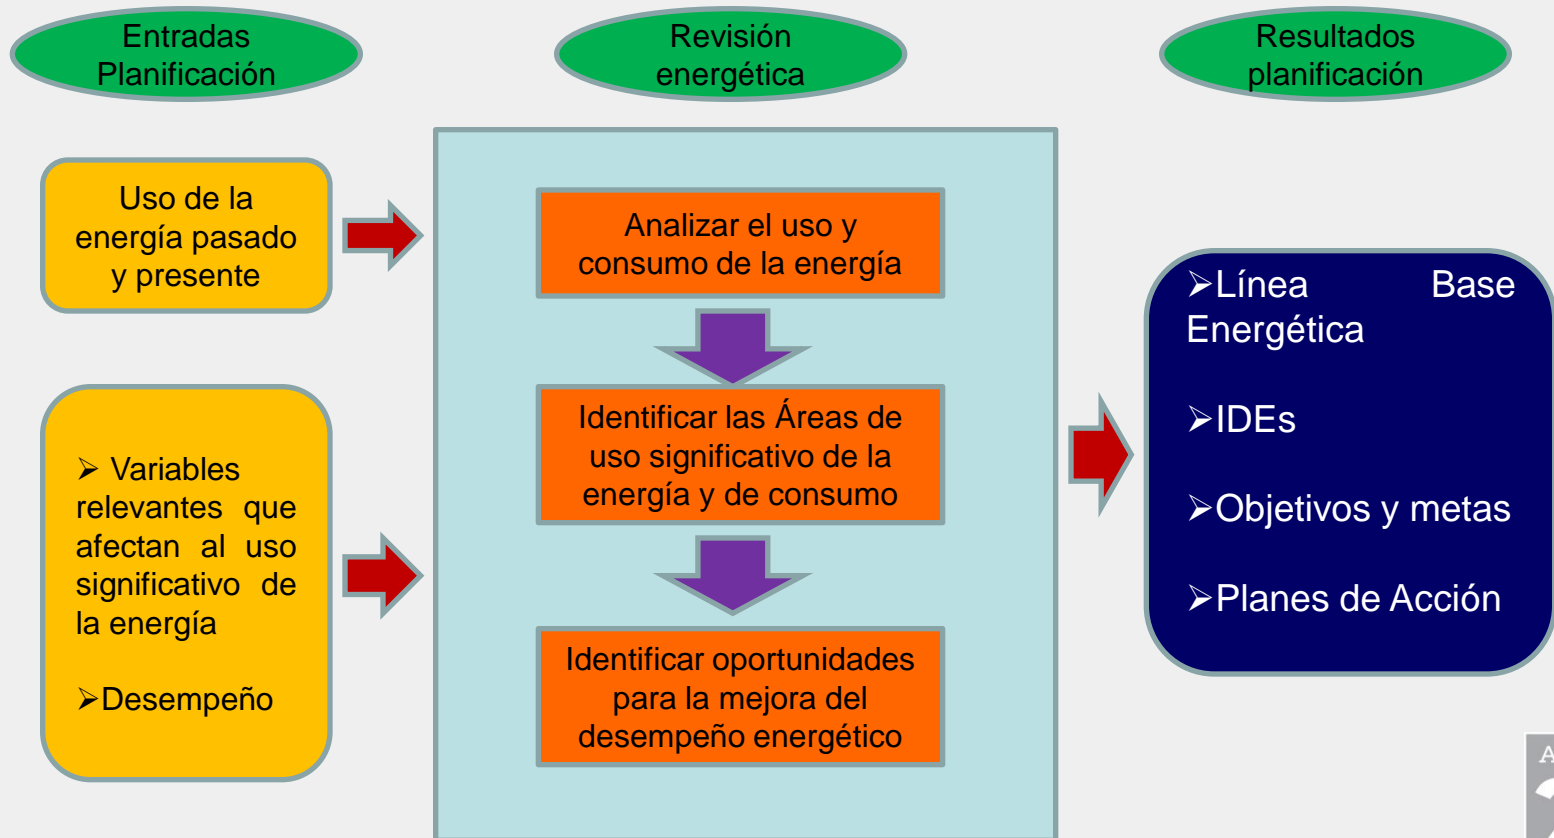 Entradas
Planificación
Revisión
energética
Resultados
planificación
Uso de la
energía pasado
y presente
➢ Variables
relevantes que
afectan al uso
significativo de
la energía
➢Desempeño
Analizar el uso y
consumo de la energía
Identificar las Áreas de
uso significativo de la
energía y de consumo
Identificar oportunidades
para la mejora del
desempeño energético
➢Línea Base
Energética
➢IDEs
➢Objetivos y metas
➢Planes de Acción